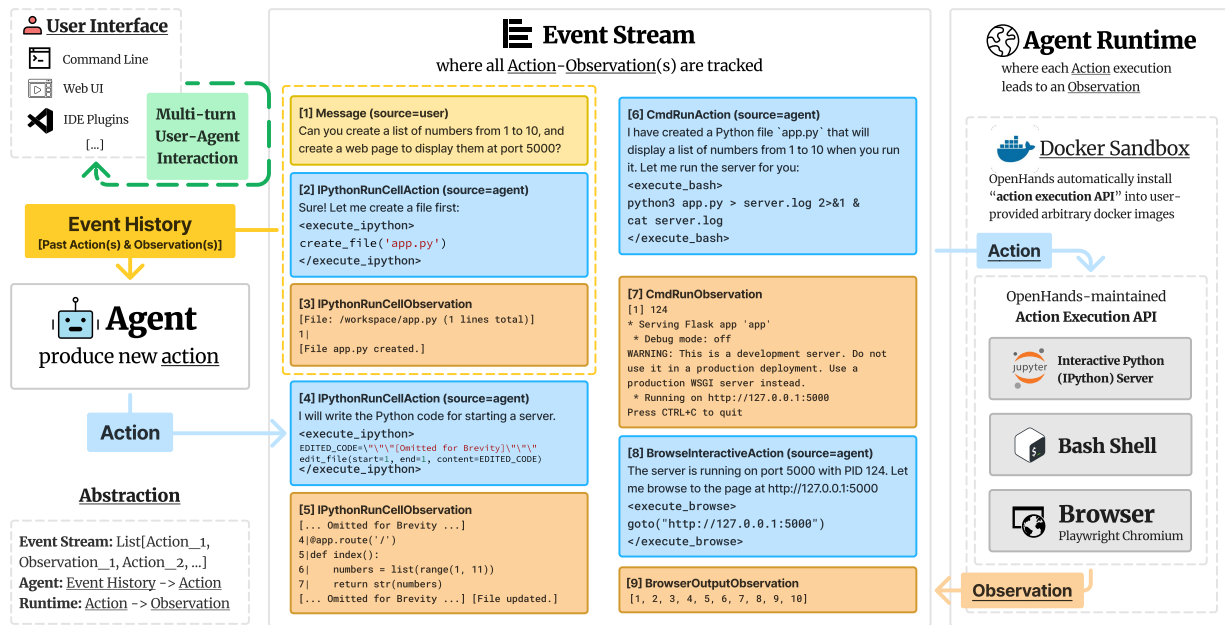 User Interface
Command Line
Web UI
IDE Plugins
[...]
Multi-turn
User-Agent
Interaction
Event History
[Past Action(s) & Observation(s)]
Agent
produce new action
Action
Abstraction
Event Stream: List[Action_1,
Observation_1, Action_2, ...]
Agent: Event History -> Action
Runtime: Action -> Observation
Event Stream
where all Action-Observation(s) are tracked
[1] Message (source=user)
Can you create a list of numbers from 1 to 10, and
create a web page to display them at port 5000?
[2] IPythonRunCellAction (source=agent)
Sure! Let me create a file first:
<execute_ipython>
create_file('app.py')
</execute_ipython>
[3] IPythonRunCellObservation
[File: /workspace/app.py (1 lines total)]
1|
[File app.py created.]
[4] IPythonRunCellAction (source=agent)
I will write the Python code for starting a server.
<execute_ipython>
EDITED_CODE=\"\"\"[Omitted for Brevity]\"\"\"
edit_file(start=1, end=1, content=EDITED_CODE)
</execute_ipython>
[5] IPythonRunCellObservation
[... Omitted for Brevity ...]
4|@app.route('/')
5|def index():
6|    numbers = list(range(1, 11))
7|    return str(numbers)
[... Omitted for Brevity ...] [File updated.]
[6] CmdRunAction (source=agent)
I have created a Python file `app.py` that will
display a list of numbers from 1 to 10 when you run
it. Let me run the server for you:
<execute_bash>
python3 app.py > server.log 2>&1 &
cat server.log
</execute_bash>
[7] CmdRunObservation
[1] 124
* Serving Flask app 'app'
* Debug mode: off
WARNING: This is a development server. Do not
use it in a production deployment. Use a
production WSGI server instead.
* Running on http://127.0.0.1:5000
Press CTRL+C to quit
[8] BrowseInteractiveAction (source=agent)
The server is running on port 5000 with PID 124. Let
me browse to the page at http://127.0.0.1:5000
<execute_browse>
goto("http://127.0.0.1:5000")
</execute_browse>
[9] BrowserOutputObservation
[1, 2, 3, 4, 5, 6, 7, 8, 9, 10]
Agent Runtime
where each Action execution
leads to an Observation
Docker Sandbox
OpenHands automatically install
“action execution API” into user-
provided arbitrary docker images
Action
OpenHands-maintained
Action Execution API
jupyter
Interactive Python
(IPython) Server
Bash Shell
Browser
Playwright Chromium
Observation